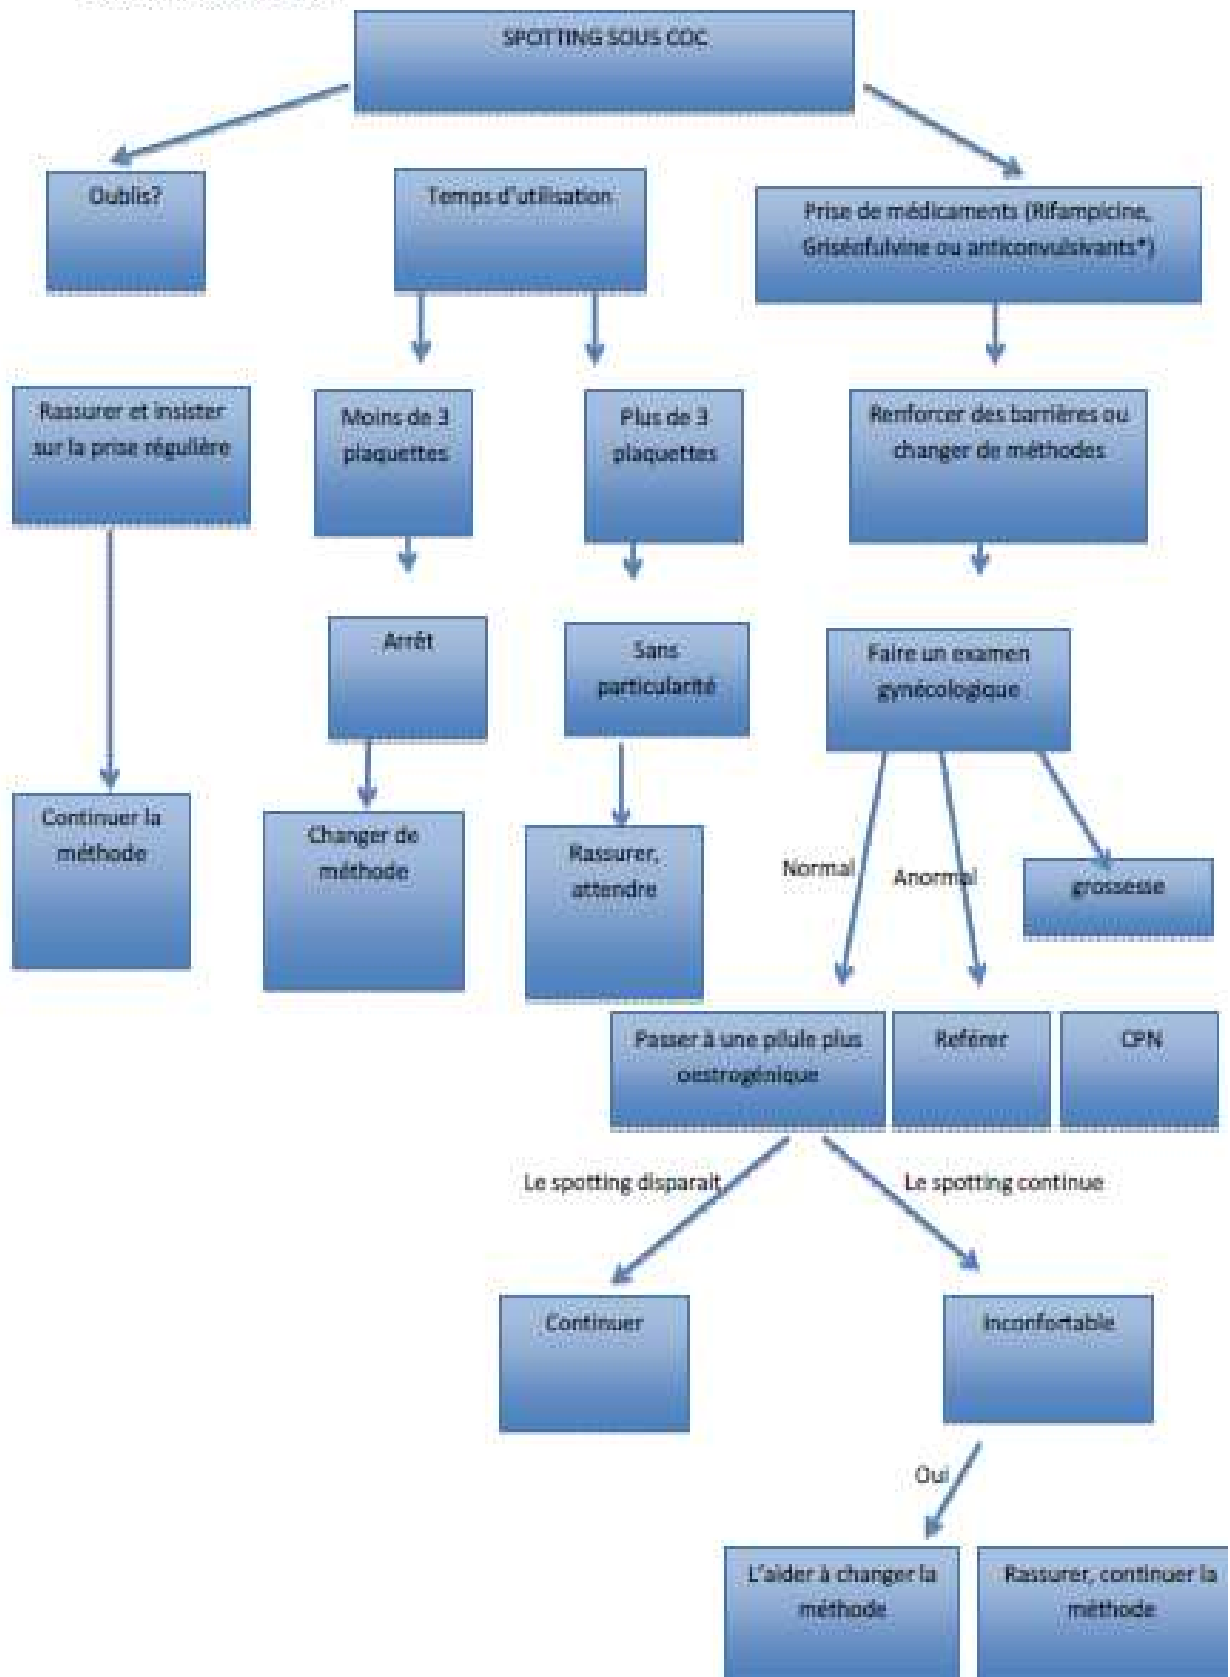 SPOTTING SOUS COC
Oublis?
Temps d'utilisation
Prise de médicaments (Rifampicine,
Griséofulvine ou anticonvulsivants*)
Rassurer et insister
sur la prise régulière
Moins de 3
plaquettes
Plus de 3
plaquettes
Renforcer des barrières ou
changer de méthodes
Arrêt
Sans
particularité
Faire un examen
gynécologique
Continuer la
méthode
Changer de
méthode
Rassurer,
attendre
Normal
Anormal
grossesse
Passer à une pilule plus
oestrogénique
Reférer
CPN
Le spotting disparait
Le spotting continue
Continuer
Inconfortable
Oui
L'aider à changer la
méthode
Rassurer, continuer la
méthode